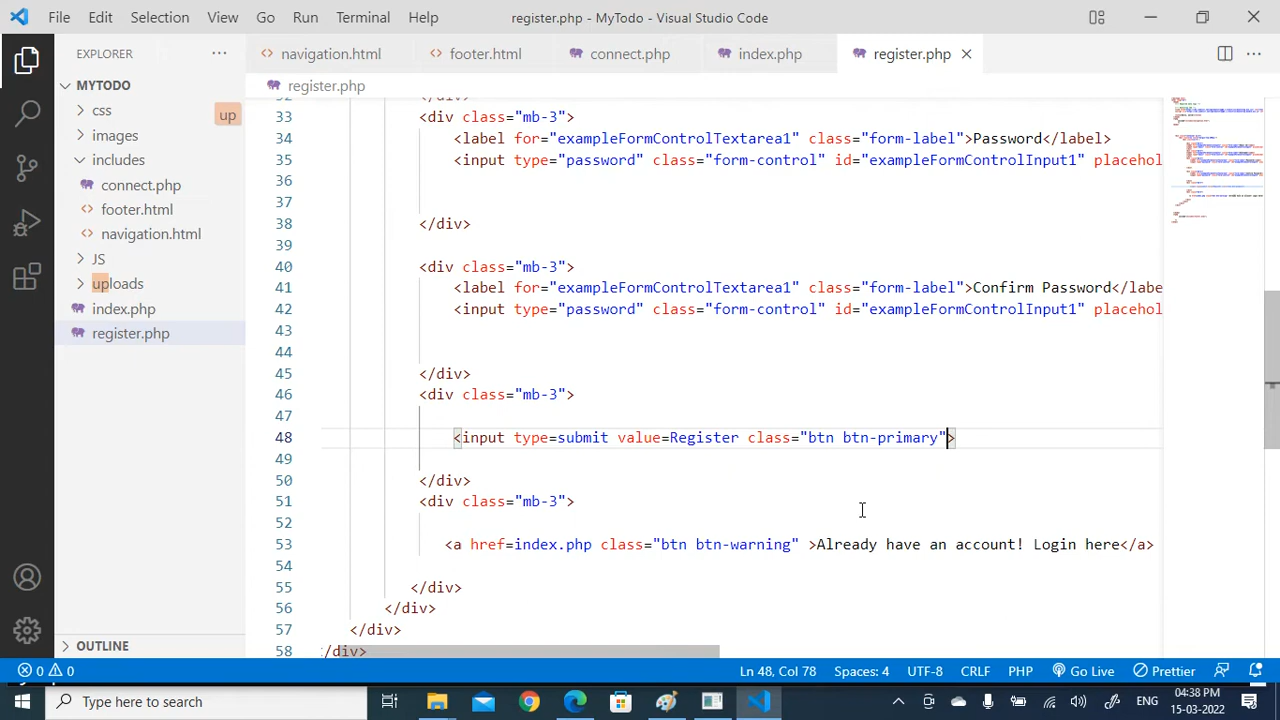 File Edit Selection View Go Run Terminal Help register.php - MyTodo - Visual Studio Code
EXPLORER ··· navigation.html footer.html connect.php index.php register.php
MYTODO register.php
css
images
includes
connect.php
footer.html
navigation.html
JS
uploads
index.php
register.php
up
OUTLINE
33 <div class="mb-3">
34 <label for="exampleFormControlTextarea1" class="form-label">Password</label>
35 <input type="password" class="form-control" id="exampleFormControlInput1" placehol
36
37
38 </div>
39
40 <div class="mb-3">
41 <label for="exampleFormControlTextarea1" class="form-label">Confirm Password</labe
42 <input type="password" class="form-control" id="exampleFormControlInput1" placehol
43
44
45 </div>
46 <div class="mb-3">
47
48 <input type=submit value=Register class="btn btn-primary">
49
50 </div>
51 <div class="mb-3">
52
53 <a href=index.php class="btn btn-warning" >Already have an account! Login here</a>
54
55 </div>
56 </div>
57 </div>
58 /div>
0 0 Ln 48, Col 78 Spaces: 4 UTF-8 CRLF PHP Go Live Prettier
Type here to search ENG 04:38 PM
15-03-2022